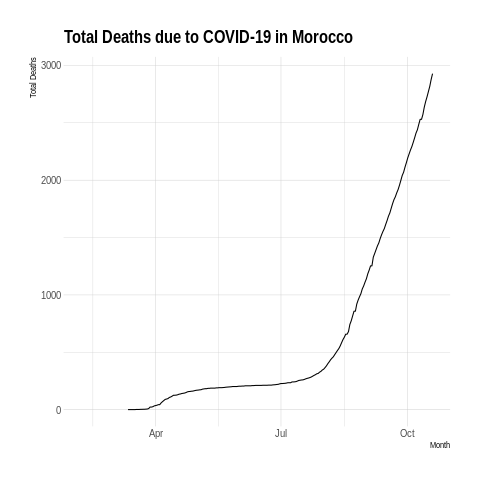 Total Deaths due to COVID-19 in Morocco
Total Deaths
3000
2000
1000
0
Apr
Jul
Oct
Month